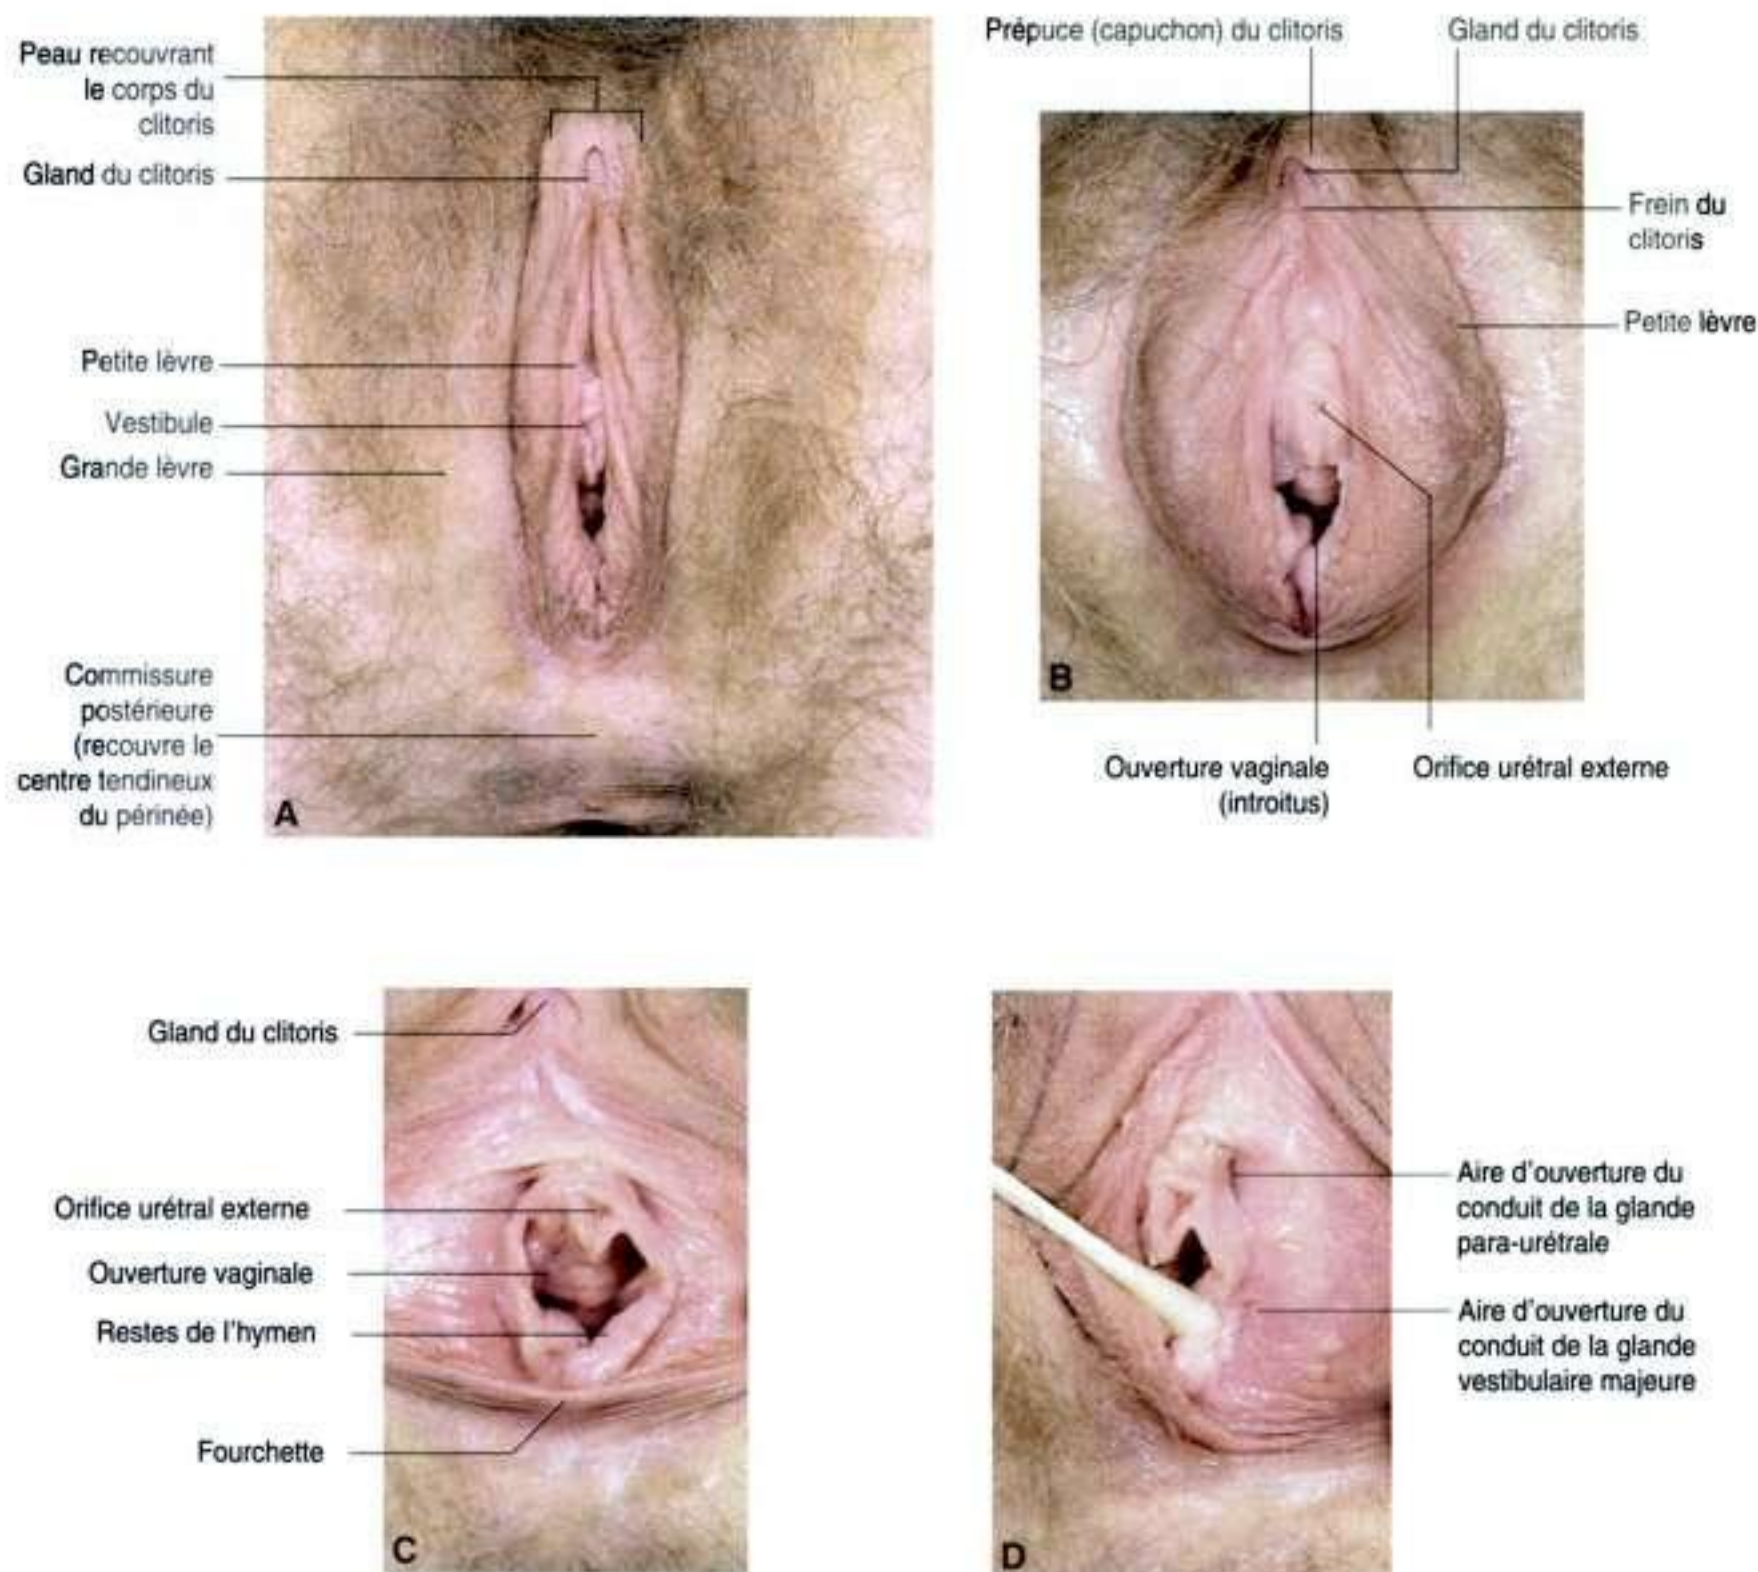 Peau recouvrant
le corps du
clitoris
Gland du clitoris
Petite lèvre
Vestibule
Grande lèvre
Commissure
postérieure
(recouvre le
centre tendineux
du périnée)
A
Prépuce (capuchon) du clitoris
Gland du clitoris
Frein du
clitoris
Petite lèvre
B
Ouverture vaginale
(introitus)
Orifice urétral externe
Gland du clitoris
Orifice urétral externe
Ouverture vaginale
Restes de l'hymen
Fourchette
C
Aire d'ouverture du
conduit de la glande
para-urétrale
Aire d'ouverture du
conduit de la glande
vestibulaire majeure
D